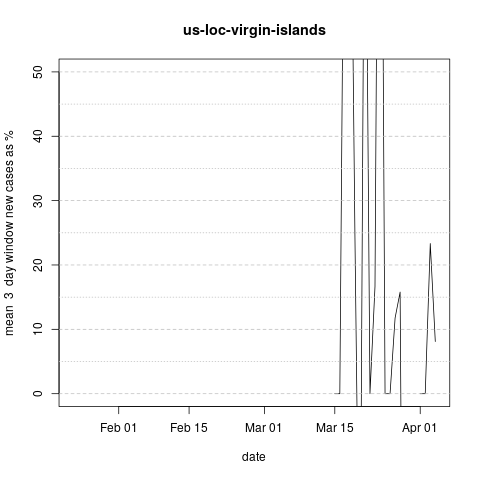 us-loc-virgin-islands
mean  3  day window new cases as %
50
40
30
20
10
0
Feb 01
Feb 15
Mar 01
Mar 15
Apr 01
date